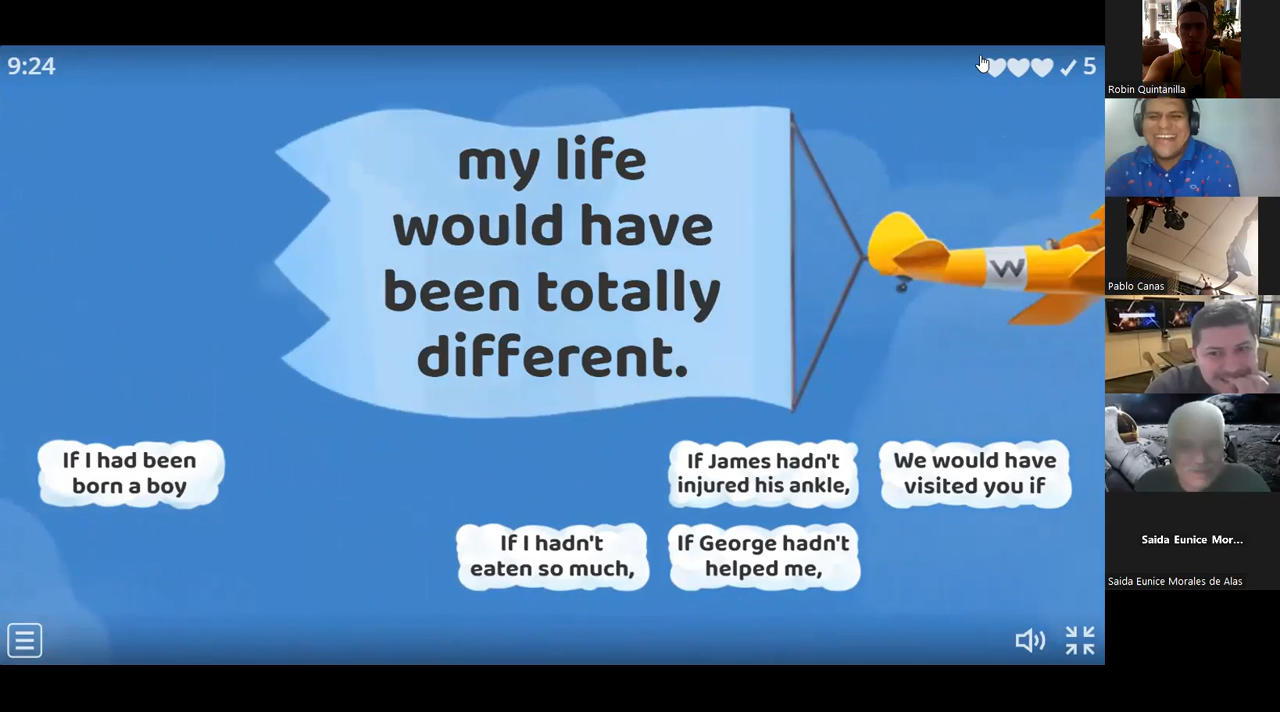 9:24
5
my life
would have
been totally
different.
W
If I had been
born a boy
If James hadn't
injured his ankle,
We would have
visited you if
If I hadn't
eaten so much,
If George hadn't
helped me,
Robin Quintanilla
Pablo Canas
Saida Eunice Mor...
Saida Eunice Morales de Alas